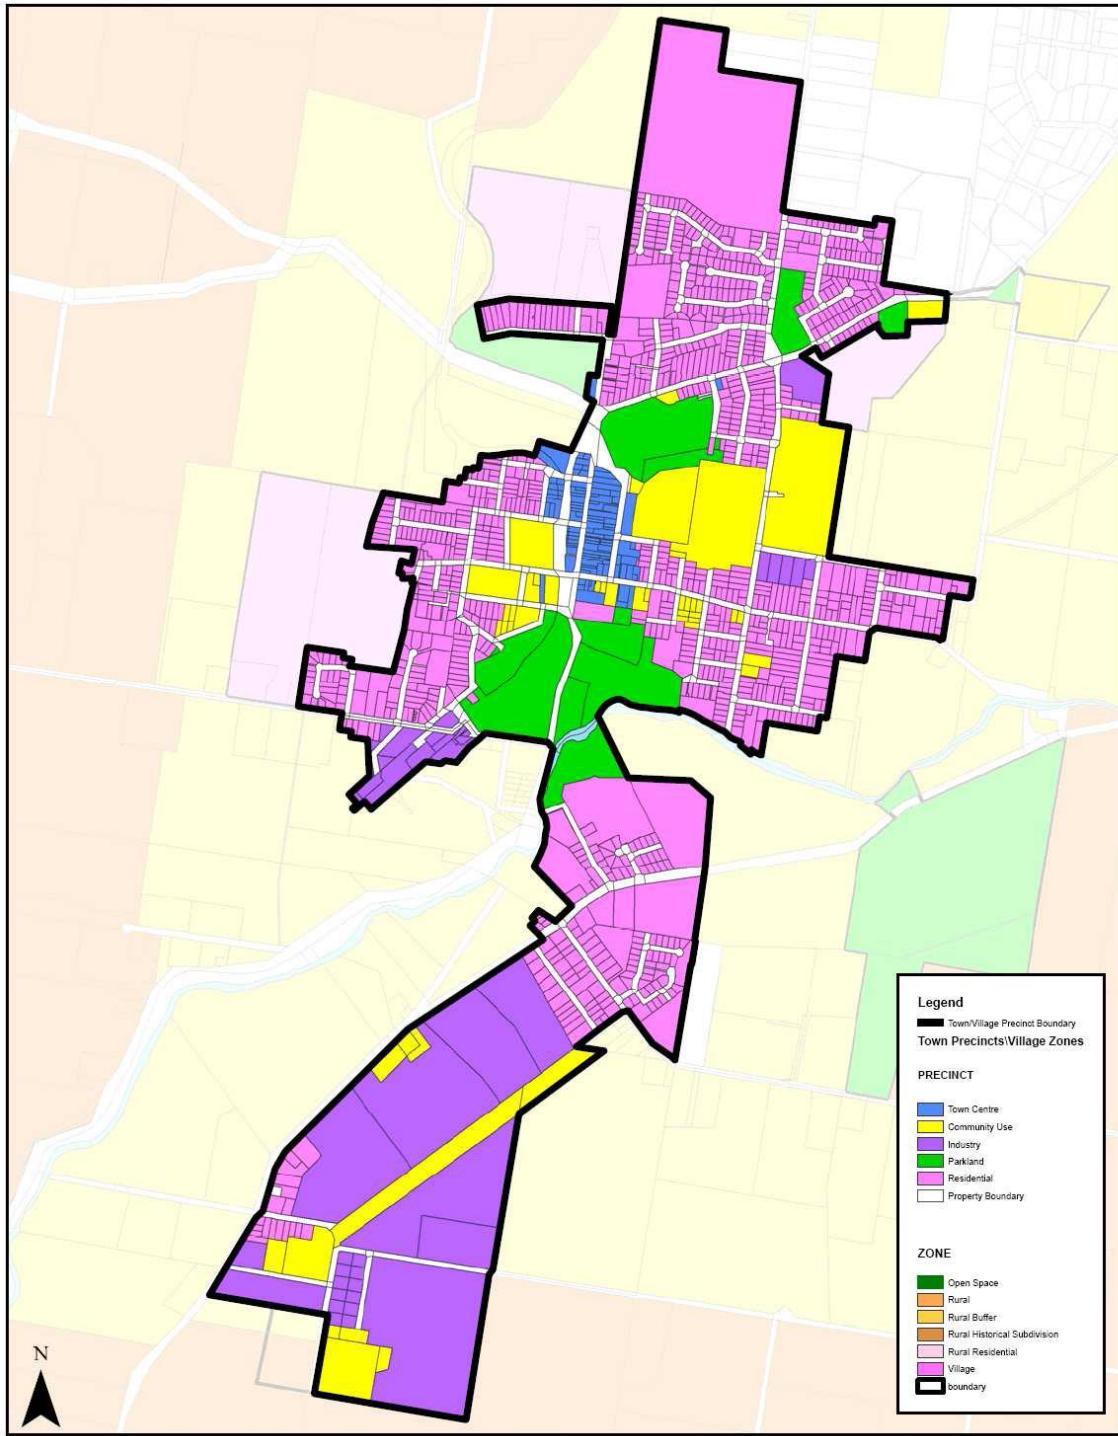 Legend
Town/Village Precinct Boundary
Town Precincts\Village Zones
PRECINCT
Town Centre
Community Use
Industry
Parkland
Residential
Property Boundary
ZONE
Open Space
Rural
Rural Buffer
Rural Historical Subdivision
Rural Residential
Village
boundary
N